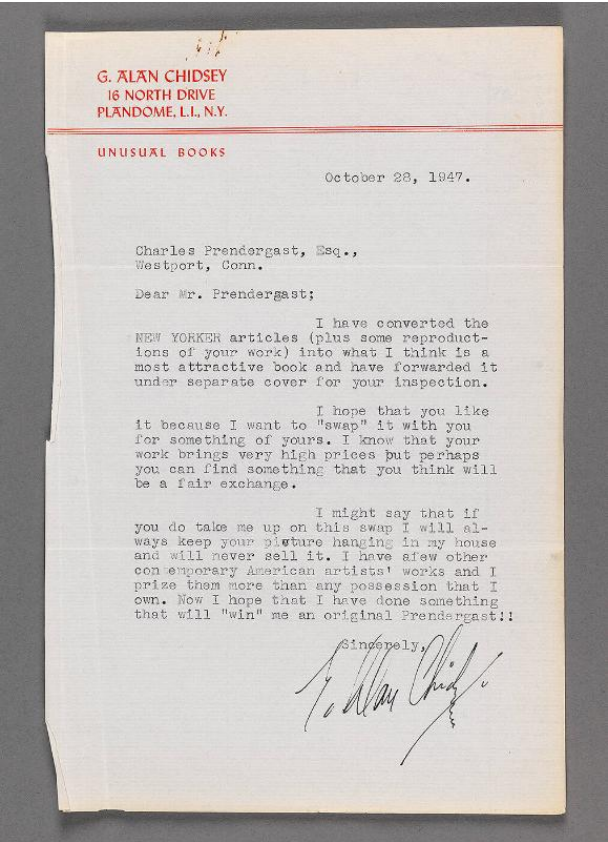 G. ALAN CHIDSEY
16 NORTH DRIVE
PLANDOME, L.I., N.Y.
UNUSUAL BOOKS
October 28, 1947.
Charles Prendergast, Esq.,
Westport, Conn.
Dear Mr. Prendergast;
I have converted the
NEW YORKER articles (plus some reproduct-
ions of your work) into what I think is a
most attractive book and have forwarded it
under separate cover for your inspection.
I hope that you like
it because I want to "swap" it with you
for something of yours. I know that your
work brings very high prices but perhaps
you can find something that you think will
be a fair exchange.
I might say that if
you do take me up on this swap I will al-
ways keep your picture hanging in my house
and will never sell it. I have afew other
contemporary American artists' works and I
prize them more than any possession that I
own. Now I hope that I have done something
that will "win" me an original Prendergast!!
Sincerely,
G. Alan Chidsey